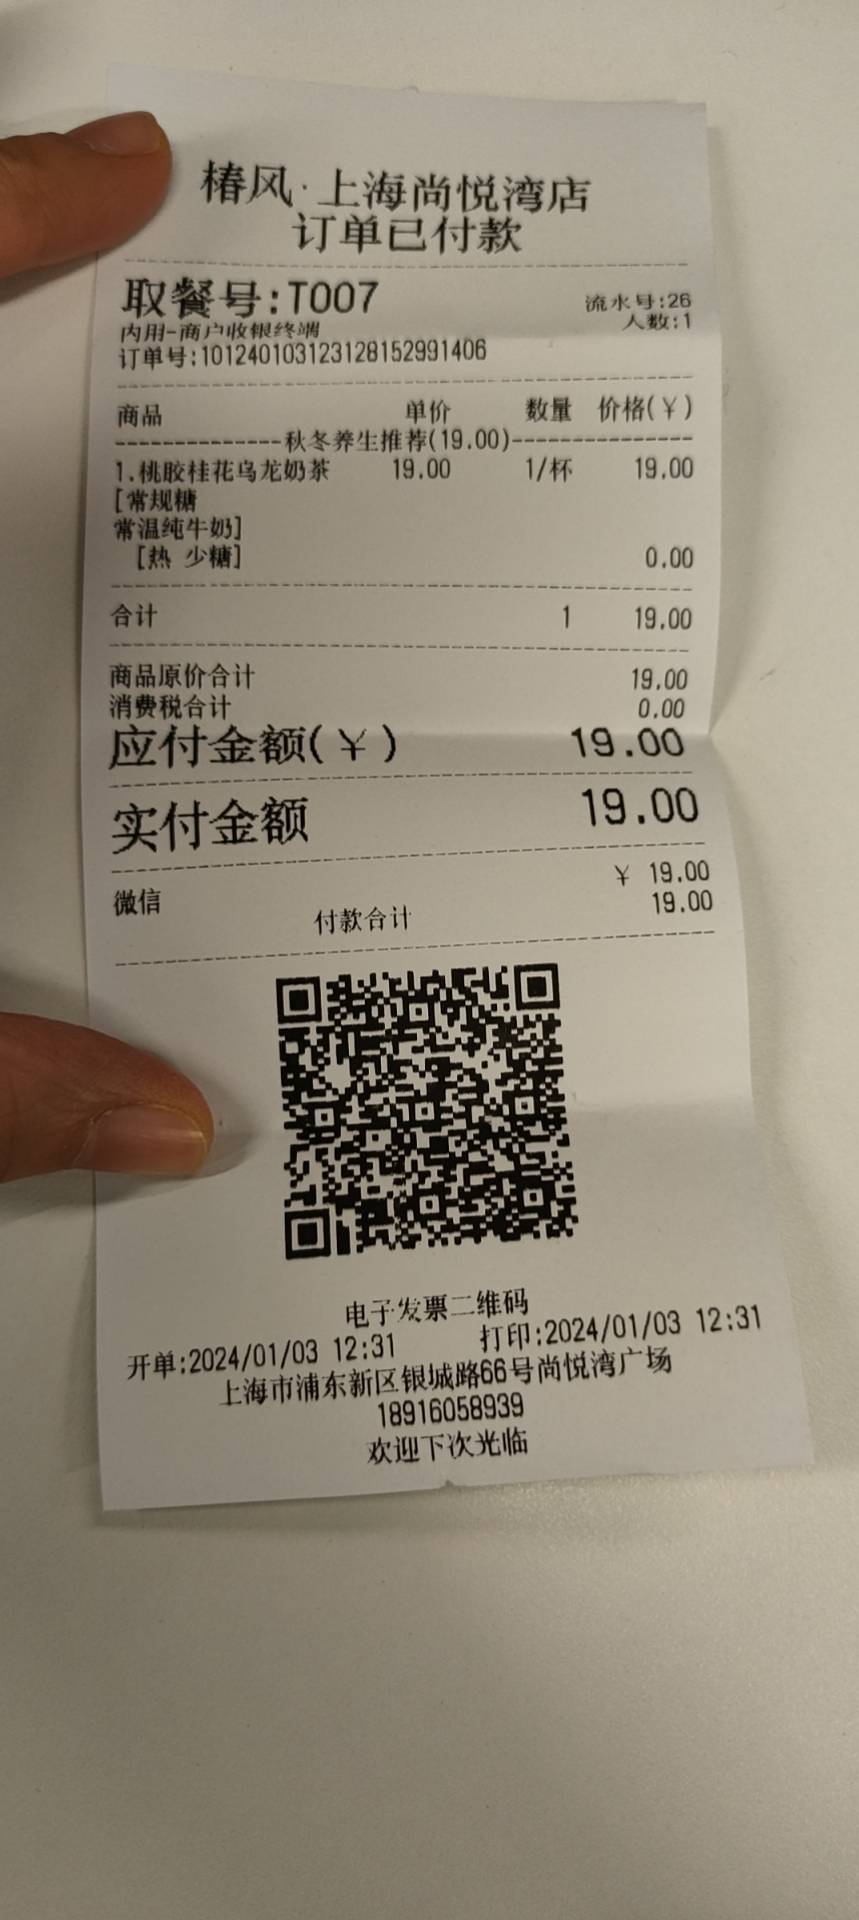 椿风·上海尚悦湾店
订单已付款
取餐号:T007 流水号:26
内用-商户收银终端 人数:1
订单号:101240103123128152991406
商品 单价 数量 价格(￥)
--------------秋冬养生推荐(19.00)---------------
1.桃胶桂花乌龙奶茶 19.00 1/杯 19.00
[常规糖
常温纯牛奶]
[热 少糖] 0.00
合计 1 19.00
商品原价合计 19.00
消费税合计 0.00
应付金额(￥) 19.00
实付金额 19.00
微信 ￥ 19.00
付款合计 19.00
电子发票二维码
开单:2024/01/03 12:31 打印:2024/01/03 12:31
上海市浦东新区银城路66号尚悦湾广场
18916058939
欢迎下次光临